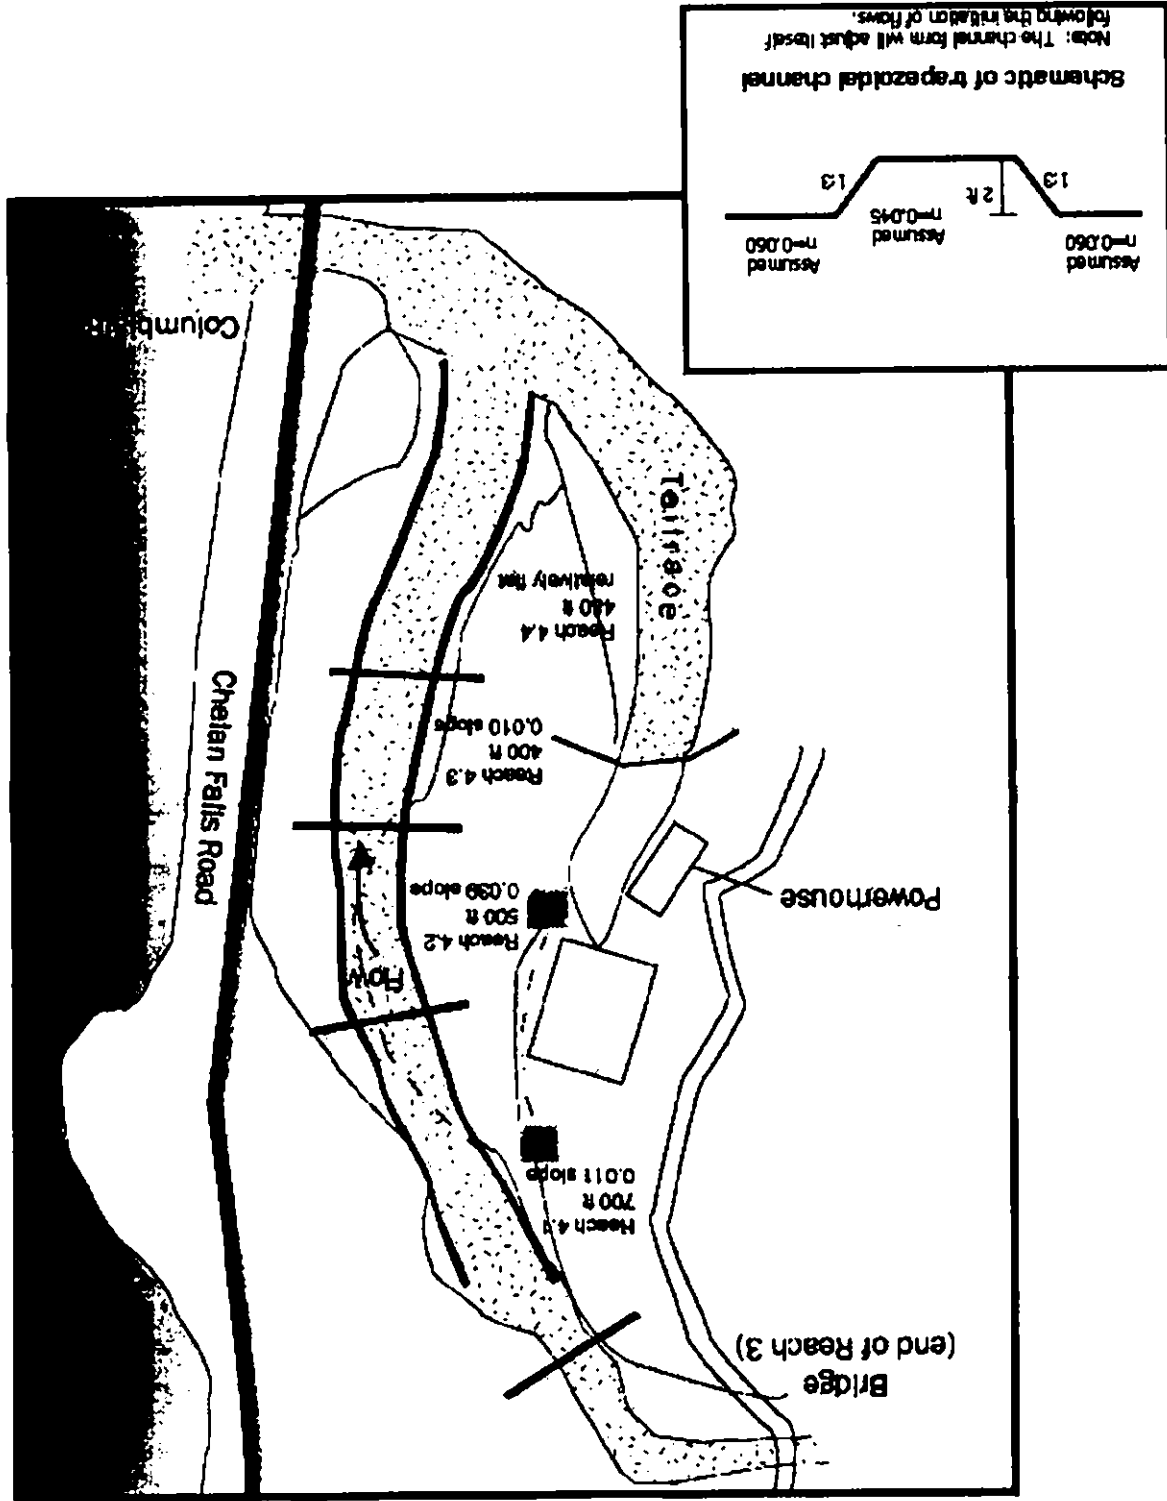 Bridge
(end of Reach 3)
Reach 4.1
700 ft
0.011 slope
Powerhouse
Flow
Reach 4.2
500 ft
0.039 slope
Chelan Falls Road
Reach 4.3
400 ft
0.010 slope
Reach 4.4
480 ft
relatively flat
Tailrace
Assumed
n=0.060
Assumed
n=0.045
Assumed
n=0.060
1:3
2 ft
1:3
Schematic of trapezoidal channel
Note: The channel form will adjust itself
following the initiation of flows.